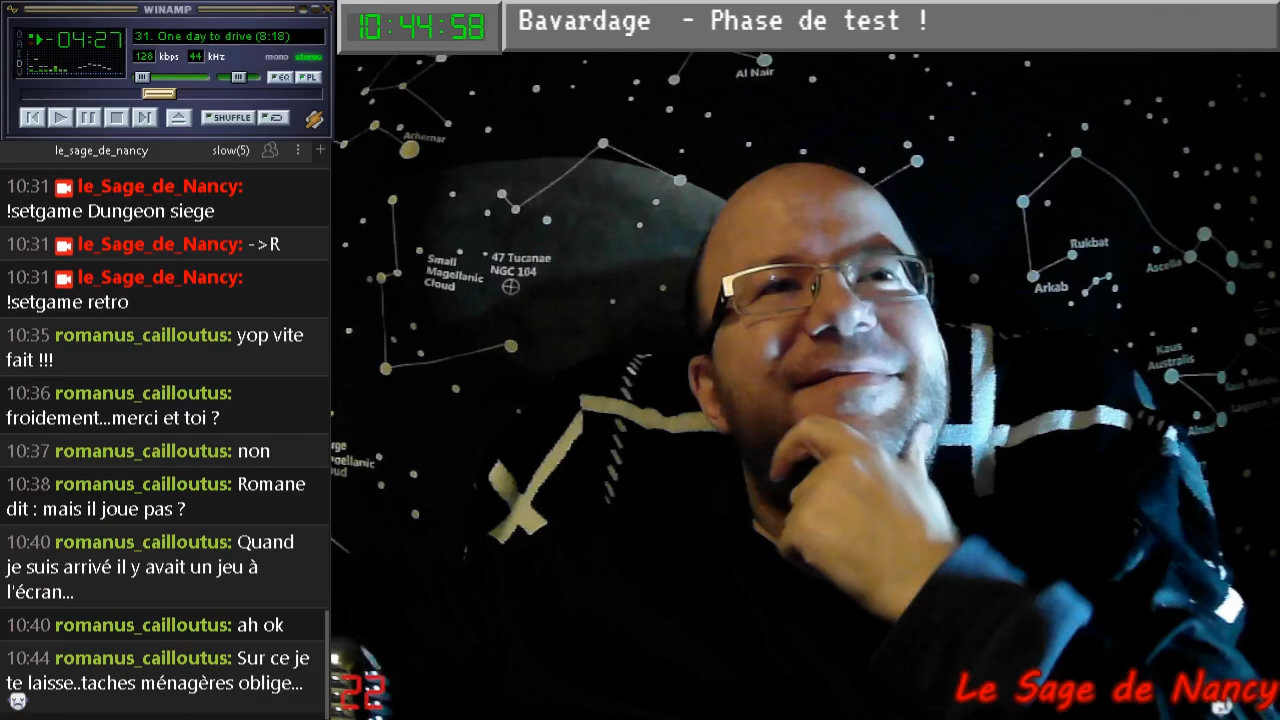 WINAMP
04:27
31. One day to drive (8:18)
128 kbps 44 kHz mono stereo
EQ PL
SHUFFLE
le_sage_de_nancy slow(5)
10:31 le_Sage_de_Nancy:
!setgame Dungeon siege
10:31 le_Sage_de_Nancy: ->R
10:31 le_Sage_de_Nancy:
!setgame retro
10:35 romanus_cailloutus: yop vite
fait !!!
10:36 romanus_cailloutus:
froidement...merci et toi ?
10:37 romanus_cailloutus: non
10:38 romanus_cailloutus: Romane
dit : mais il joue pas ?
10:40 romanus_cailloutus: Quand
je suis arrivé il y avait un jeu à
l'écran...
10:40 romanus_cailloutus: ah ok
10:44 romanus_cailloutus: Sur ce je
te laisse..taches ménagères oblige...
10:44:58
Bavardage - Phase de test !
Al Nair
Achernar
Small
Magellanic
Cloud
47 Tucanae
NGC 104
Rukbat
Ascella
Arkab
Kaus
Australis
22
Le Sage de Nancy